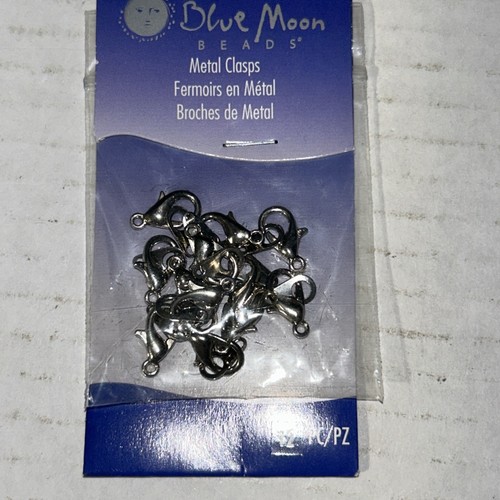 Blue Moon
BEADS®
Metal Clasps
Fermoirs en Métal
Broches de Metal
PC/PZ